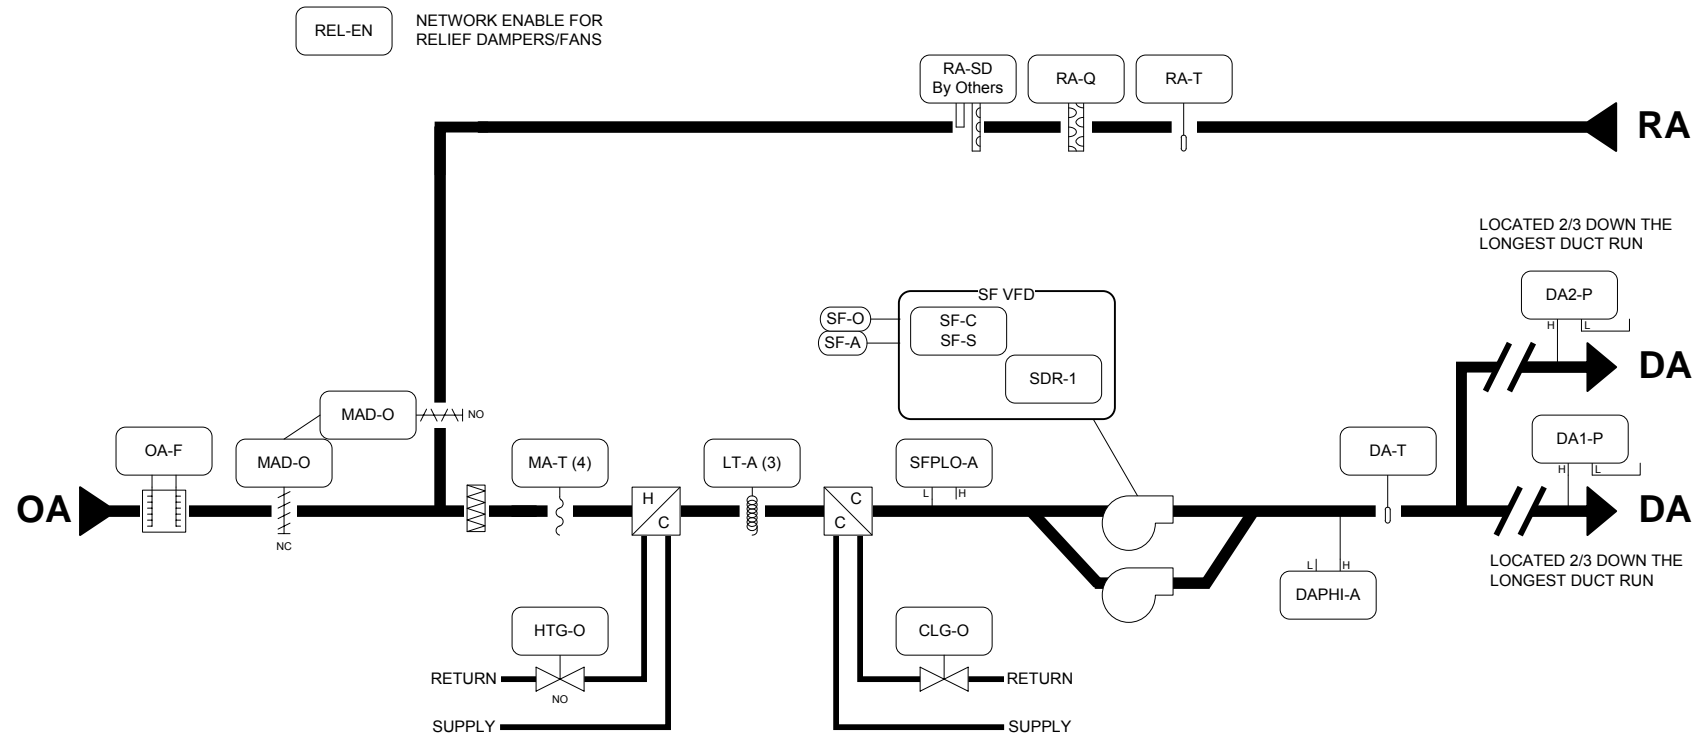 REL-EN
NETWORK ENABLE FOR
RELIEF DAMPERS/FANS
RA-SD
By Others
RA-Q
RA-T
RA
LOCATED 2/3 DOWN THE
LONGEST DUCT RUN
DA2-P
H
L
SF VFD
SF-O
SF-A
SF-C
SF-S
SDR-1
DA
MAD-O
NO
OA-F
MAD-O
MA-T (4)
LT-A (3)
SFPLO-A
L
H
DA-T
DA1-P
H
L
OA
NC
H
C
C
C
DA
LOCATED 2/3 DOWN THE
LONGEST DUCT RUN
L
H
DAPHI-A
HTG-O
CLG-O
RETURN
NO
RETURN
SUPPLY
SUPPLY